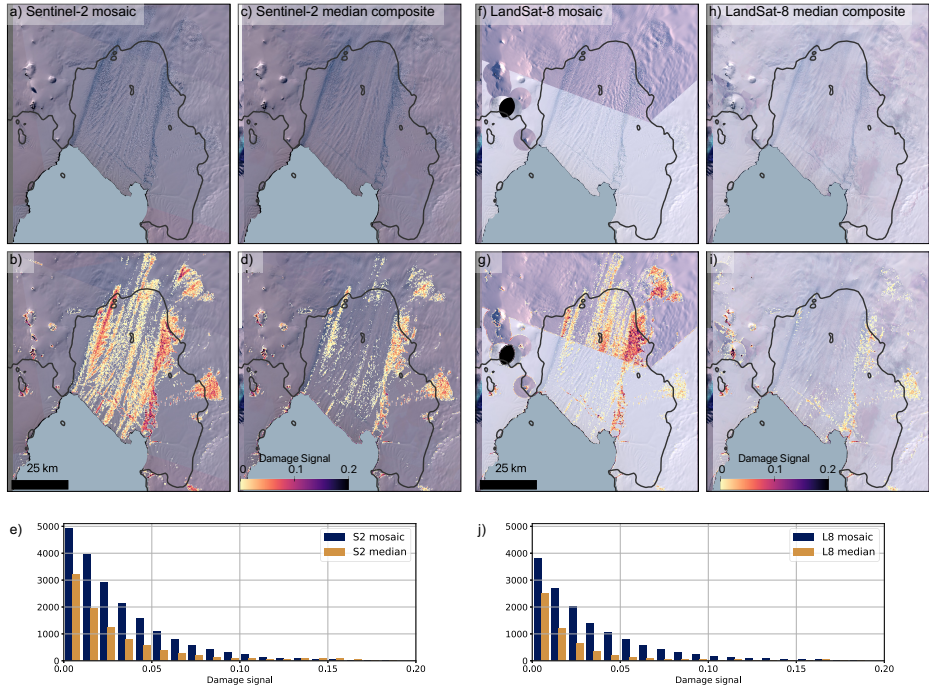 a) Sentinel-2 mosaic
c) Sentinel-2 median composite
f) LandSat-8 mosaic
h) LandSat-8 median composite
b)
d)
g)
i)
25 km
Damage Signal
0 0.1 0.2
25 km
Damage Signal
0 0.1 0.2
e)
5000
4000
3000
2000
1000
0
S2 mosaic
S2 median
0.00 0.05 0.10 0.15 0.20
Damage signal
j)
5000
4000
3000
2000
1000
0
L8 mosaic
L8 median
0.00 0.05 0.10 0.15 0.20
Damage signal